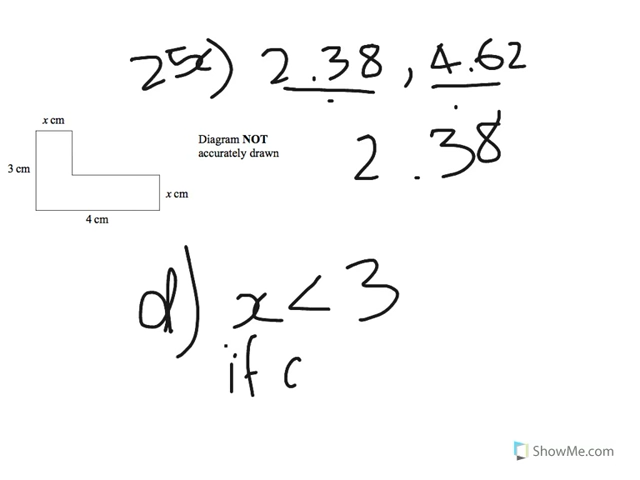 25x) 2.38 , 4.62
x cm
Diagram NOT
accurately drawn
2.38
3 cm
x cm
4 cm
d) x < 3
if c
ShowMe.com